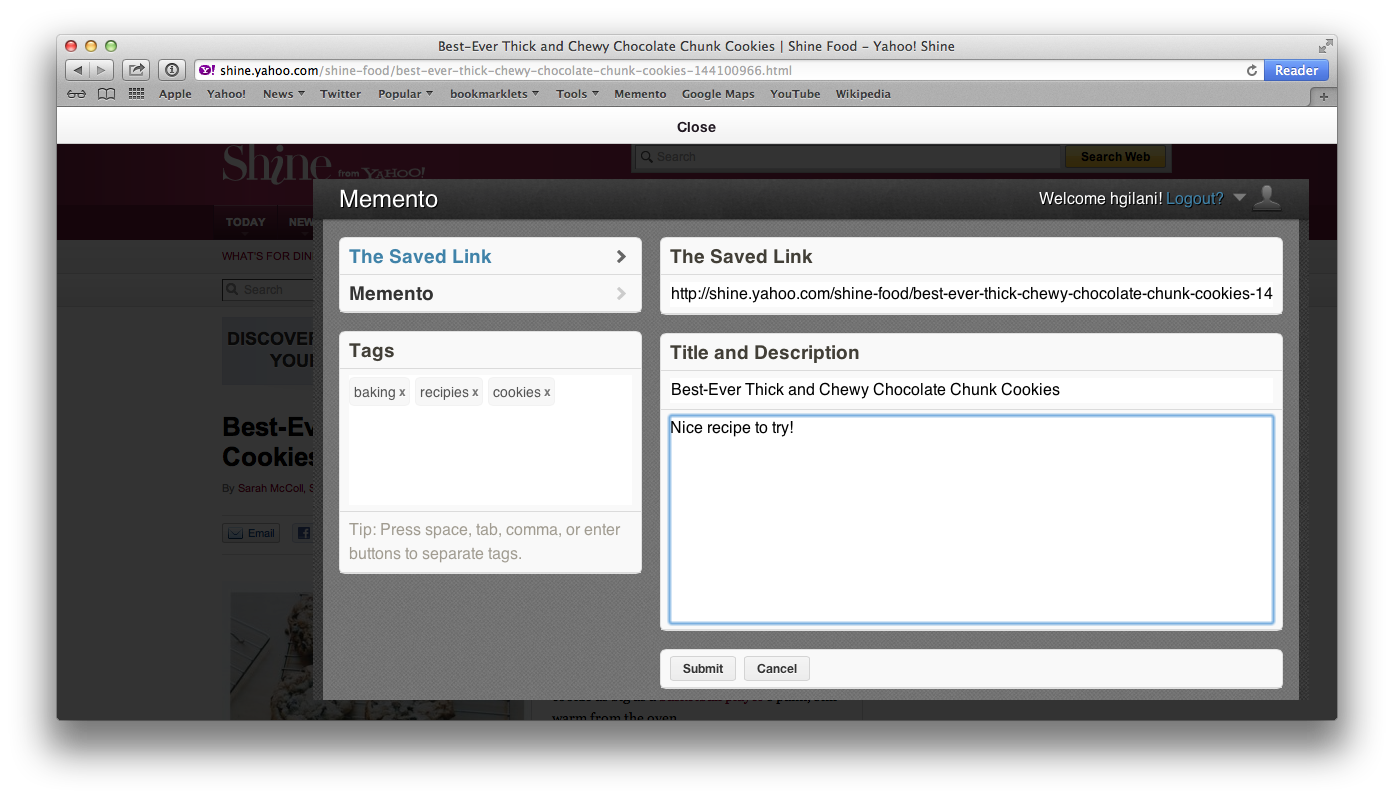 Best-Ever Thick and Chewy Chocolate Chunk Cookies | Shine Food - Yahoo! Shine
shine.yahoo.com/shine-food/best-ever-thick-chewy-chocolate-chunk-cookies-144100966.html
Reader
Apple Yahoo! News Twitter Popular bookmarklets Tools Memento Google Maps YouTube Wikipedia
Close
Shine from YAHOO!
Search
Search Web
TODAY NEW
WHAT'S FOR DIN
Search
DISCOVER
YOU
Best-Ev
Cookies
By Sarah McColl, S
Email
Memento
Welcome hgilani! Logout?
The Saved Link
Memento
Tags
baking x recipies x cookies x
Tip: Press space, tab, comma, or enter
buttons to separate tags.
The Saved Link
http://shine.yahoo.com/shine-food/best-ever-thick-chewy-chocolate-chunk-cookies-14
Title and Description
Best-Ever Thick and Chewy Chocolate Chunk Cookies
Nice recipe to try!
Submit Cancel
warm from the oven